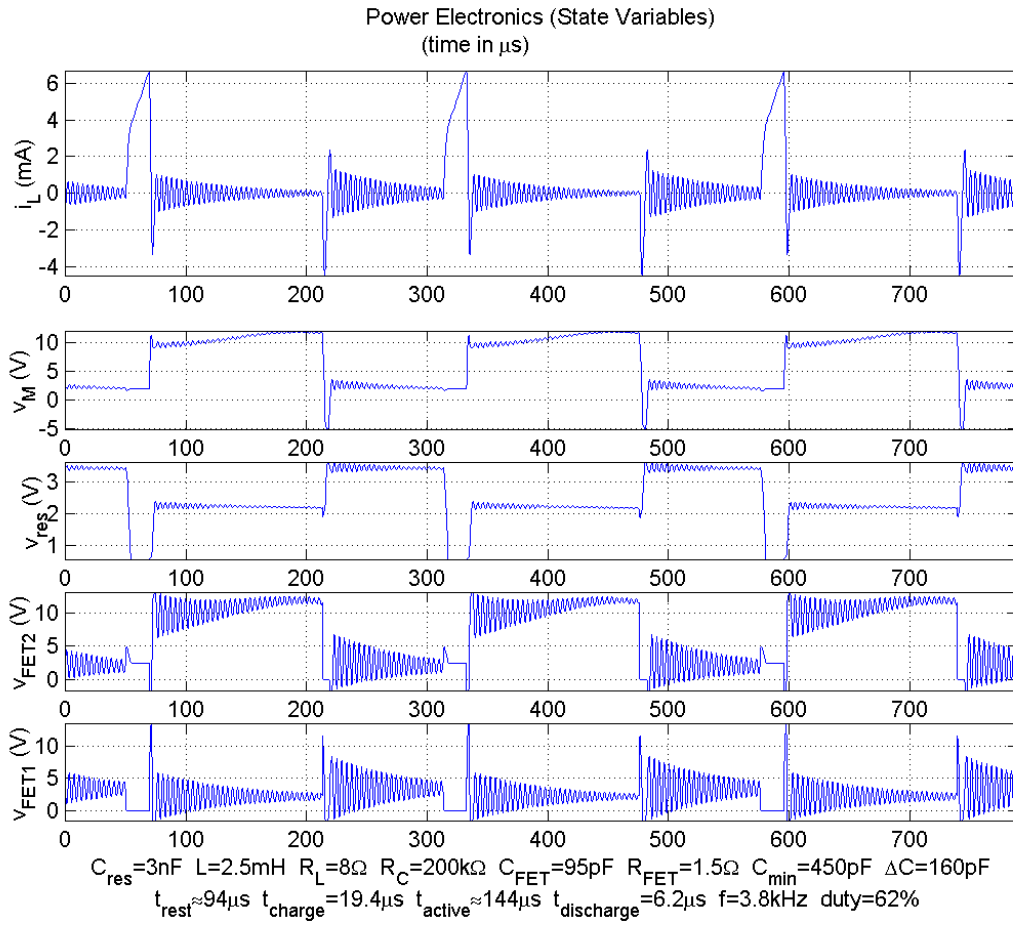 Power Electronics (State Variables)
(time in μs)
i_L (mA)
6
4
2
0
-2
-4
0 100 200 300 400 500 600 700
v_M (V)
10
5
0
-5
0 100 200 300 400 500 600 700
v_res (V)
3
2
1
0 100 200 300 400 500 600 700
v_FET2 (V)
10
5
0
0 100 200 300 400 500 600 700
v_FET1 (V)
10
5
0
0 100 200 300 400 500 600 700
C_res=3nF L=2.5mH R_L=8Ω R_C=200kΩ C_FET=95pF R_FET=1.5Ω C_min=450pF ΔC=160pF
t_rest≈94μs t_charge=19.4μs t_active≈144μs t_discharge=6.2μs f=3.8kHz duty=62%